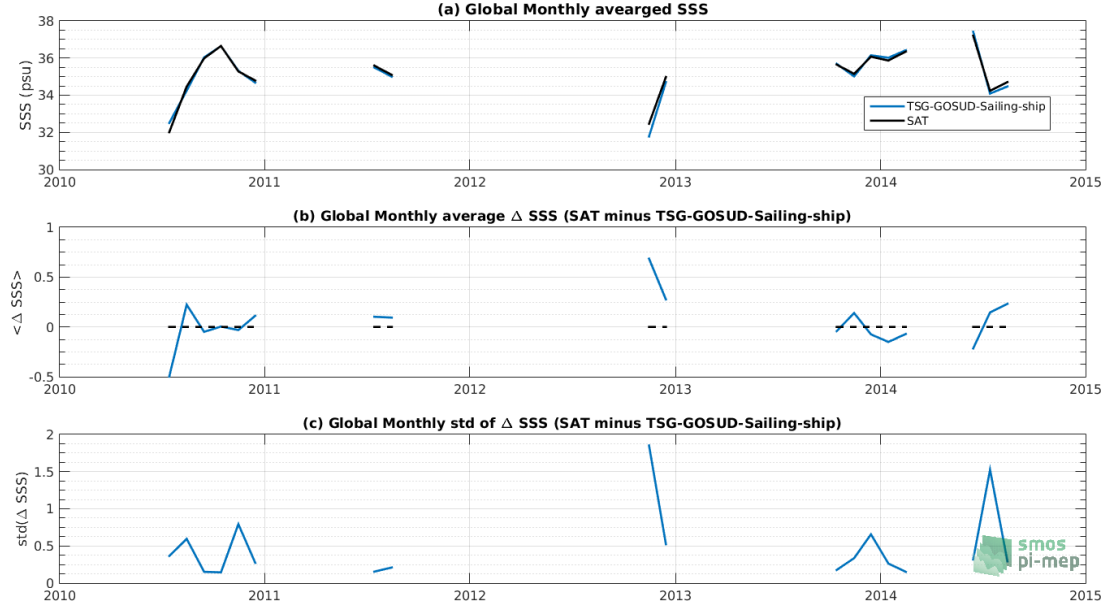 (a) Global Monthly avearged SSS
38
36
34
32
30
SSS (psu)
TSG-GOSUD-Sailing-ship
SAT
2010 2011 2012 2013 2014 2015
(b) Global Monthly average Δ SSS (SAT minus TSG-GOSUD-Sailing-ship)
1
0.5
0
-0.5
<Δ SSS>
2010 2011 2012 2013 2014 2015
(c) Global Monthly std of Δ SSS (SAT minus TSG-GOSUD-Sailing-ship)
2
1.5
1
0.5
0
std(Δ SSS)
smos
pi-mep
2010 2011 2012 2013 2014 2015